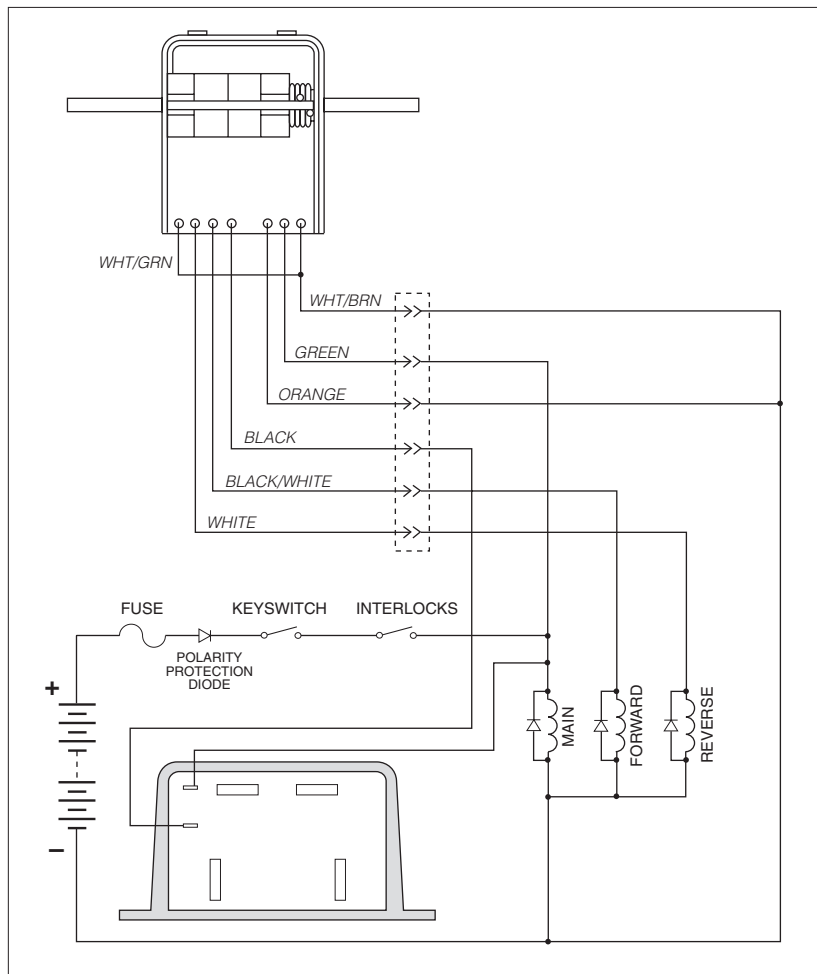 WHT/GRN
WHT/BRN
GREEN
ORANGE
BLACK
BLACK/WHITE
WHITE
FUSE
KEYSWITCH
INTERLOCKS
POLARITY
PROTECTION
DIODE
+
–
MAIN
FORWARD
REVERSE